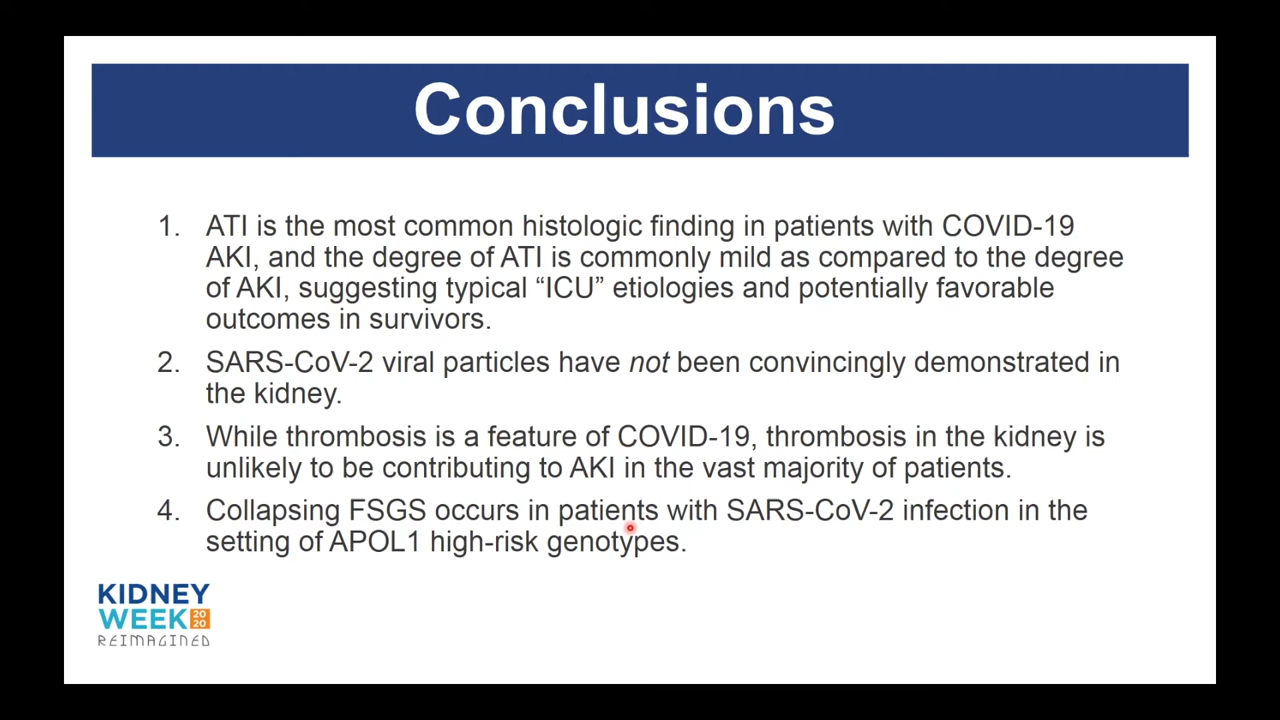 Conclusions
1. ATI is the most common histologic finding in patients with COVID-19
AKI, and the degree of ATI is commonly mild as compared to the degree
of AKI, suggesting typical “ICU” etiologies and potentially favorable
outcomes in survivors.
2. SARS-CoV-2 viral particles have not been convincingly demonstrated in
the kidney.
3. While thrombosis is a feature of COVID-19, thrombosis in the kidney is
unlikely to be contributing to AKI in the vast majority of patients.
4. Collapsing FSGS occurs in patients with SARS-CoV-2 infection in the
setting of APOL1 high-risk genotypes.
KIDNEY
WEEK 20
20
REIMAGINED